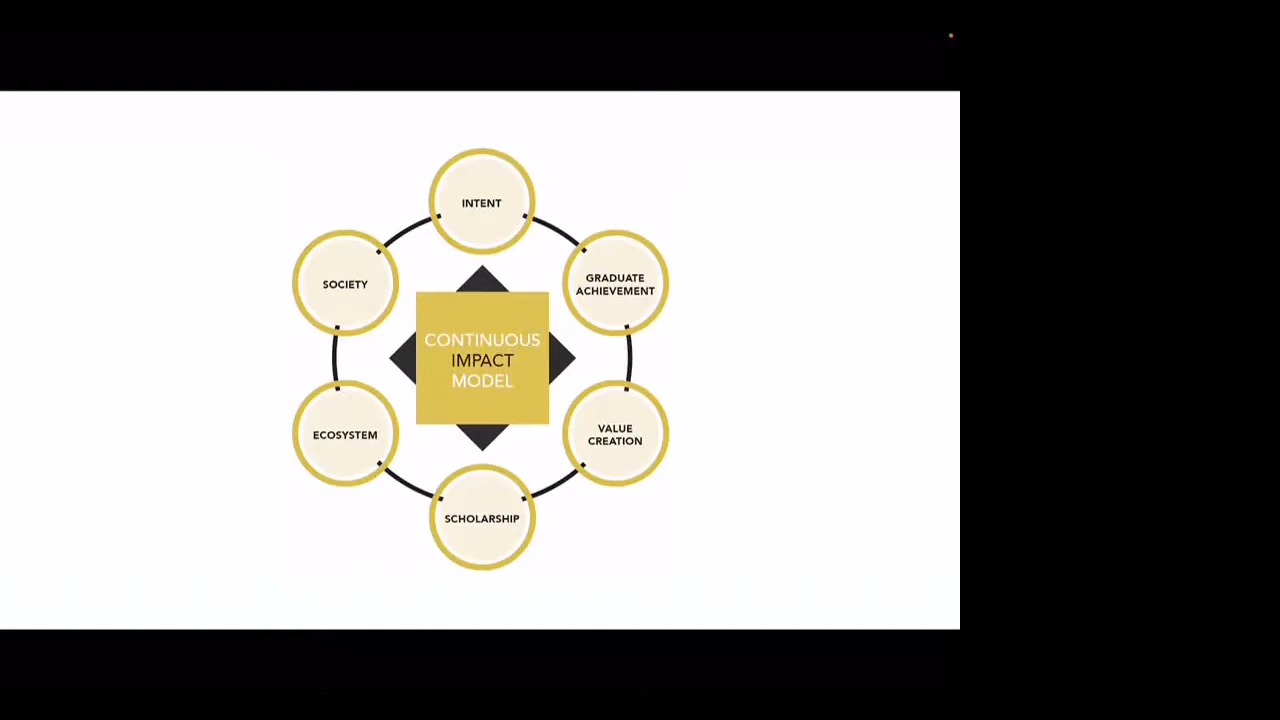 INTENT
GRADUATE
ACHIEVEMENT
VALUE
CREATION
SCHOLARSHIP
ECOSYSTEM
SOCIETY
CONTINUOUS
IMPACT
MODEL